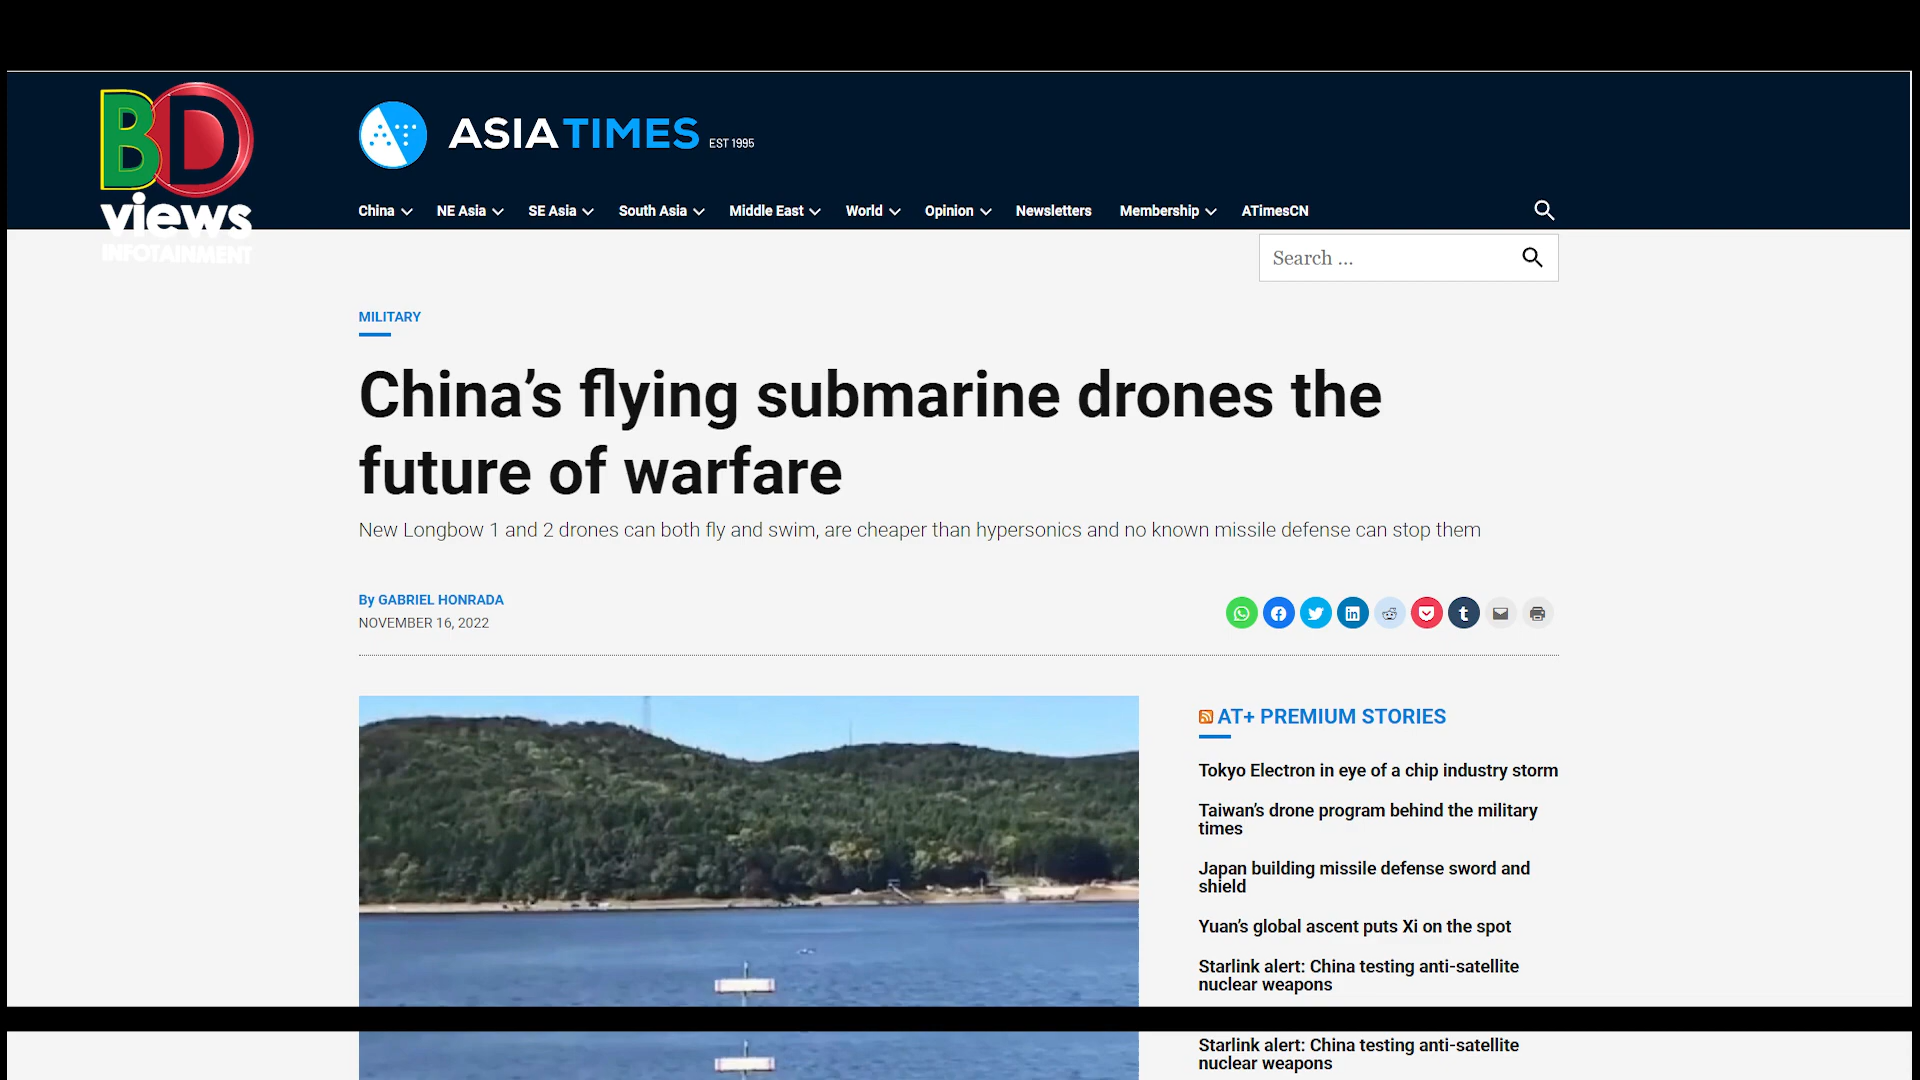 BD
views
INFOTAINMENT
ASIA TIMES EST 1995
China NE Asia SE Asia South Asia Middle East World Opinion Newsletters Membership ATimesCN
Search ...
MILITARY
China’s flying submarine drones the
future of warfare
New Longbow 1 and 2 drones can both fly and swim, are cheaper than hypersonics and no known missile defense can stop them
By GABRIEL HONRADA
NOVEMBER 16, 2022
AT+ PREMIUM STORIES
Tokyo Electron in eye of a chip industry storm
Taiwan’s drone program behind the military
times
Japan building missile defense sword and
shield
Yuan’s global ascent puts Xi on the spot
Starlink alert: China testing anti-satellite
nuclear weapons
Starlink alert: China testing anti-satellite
nuclear weapons